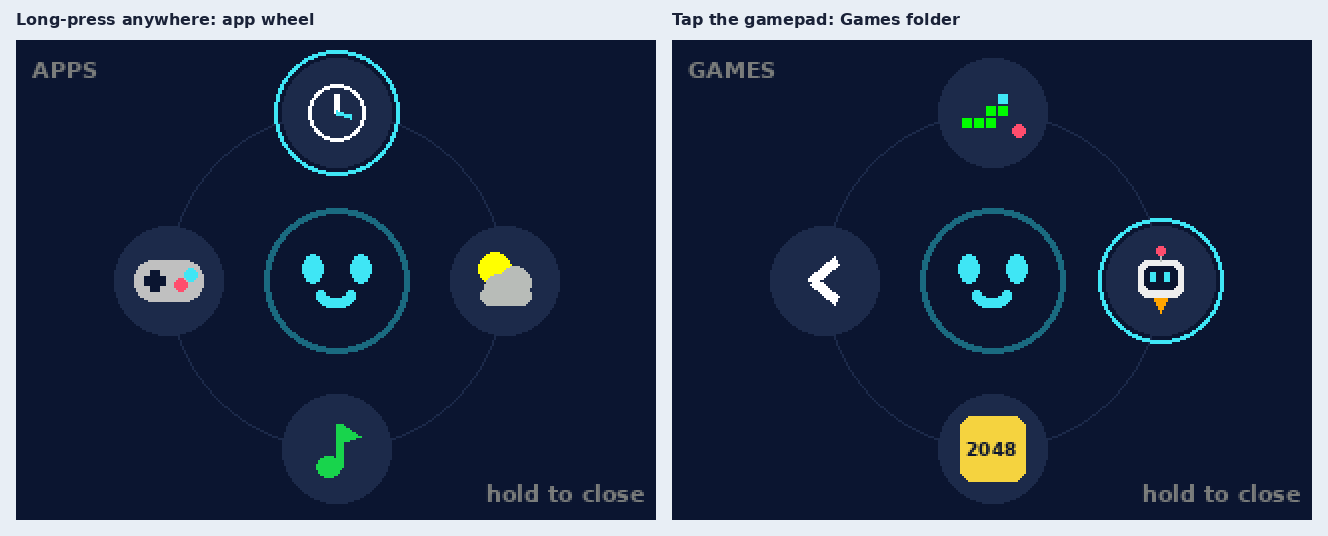 Long-press anywhere: app wheel
APPS
hold to close
Tap the gamepad: Games folder
GAMES
2048
hold to close